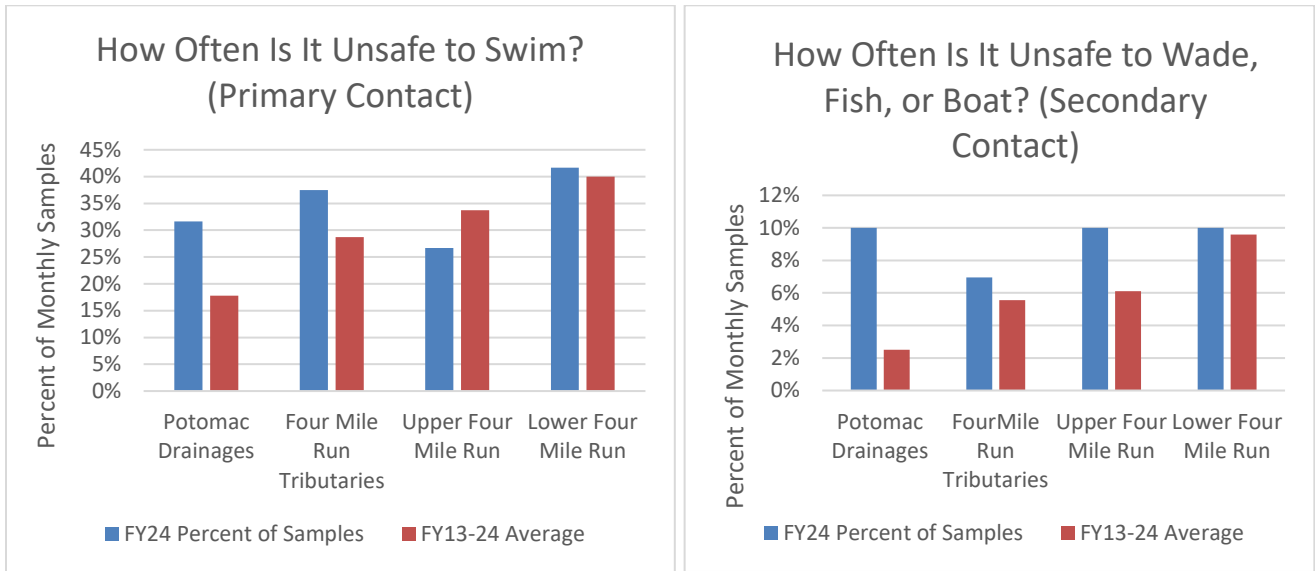 How Often Is It Unsafe to Swim?
(Primary Contact)
Percent of Monthly Samples
45%
40%
35%
30%
25%
20%
15%
10%
5%
0%
Potomac
Drainages
Four Mile
Run
Tributaries
Upper Four
Mile Run
Lower Four
Mile Run
FY24 Percent of Samples
FY13-24 Average
How Often Is It Unsafe to Wade,
Fish, or Boat? (Secondary
Contact)
Percent of Monthly Samples
12%
10%
8%
6%
4%
2%
0%
Potomac
Drainages
FourMile
Run
Tributaries
Upper Four
Mile Run
Lower Four
Mile Run
FY24 Percent of Samples
FY13-24 Average